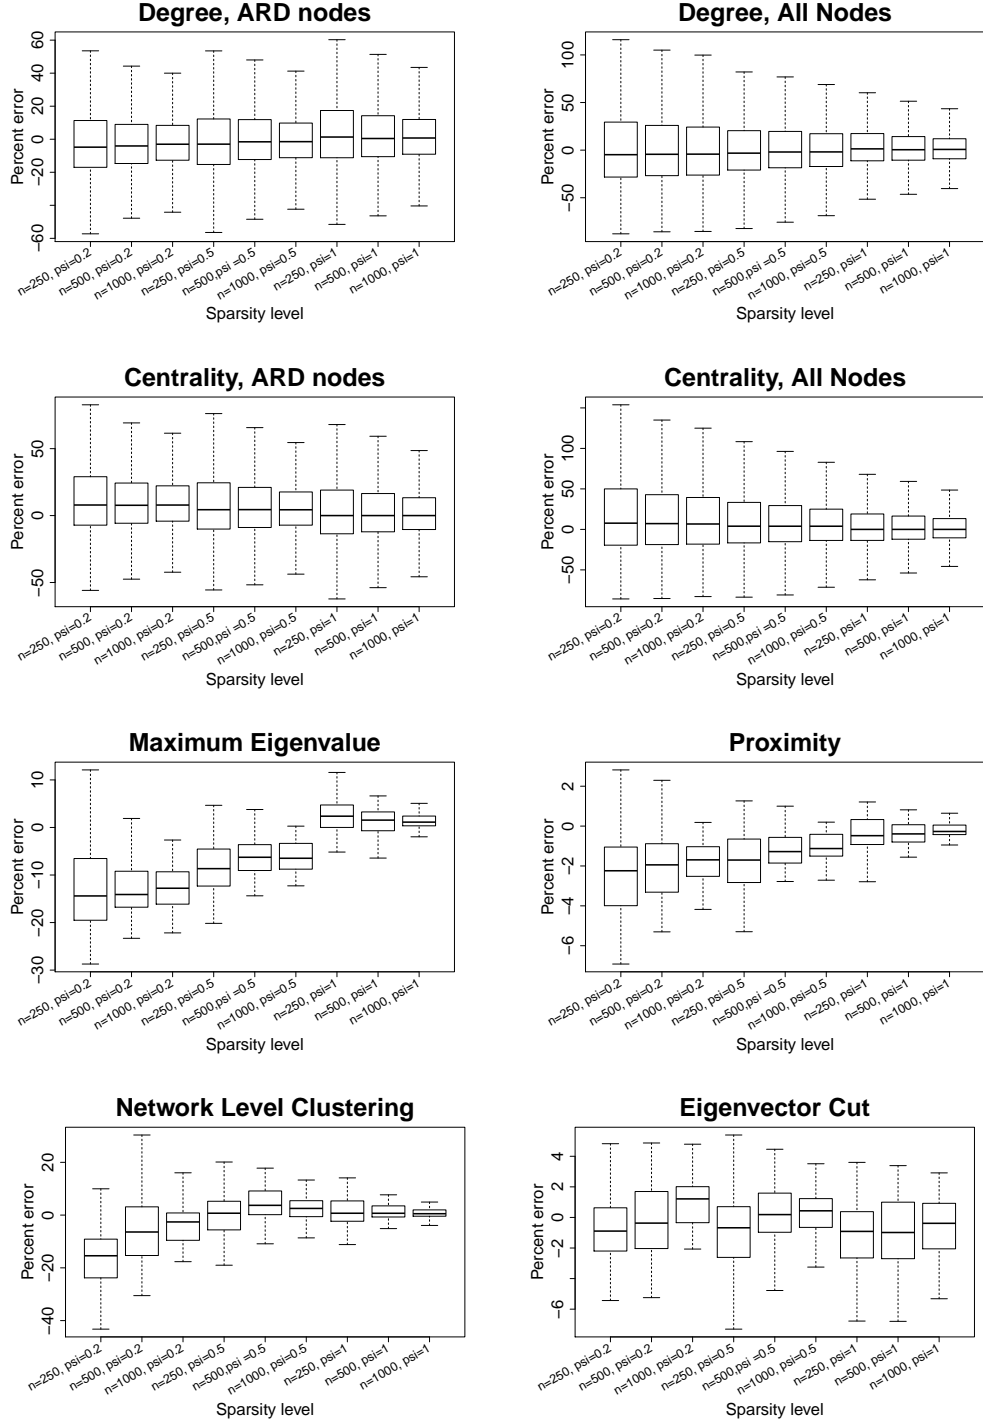 Degree, ARD nodes
Percent error
60
40
20
0
−20
−60
n=250, psi=0.2
n=500, psi=0.2
n=1000, psi=0.2
n=250, psi=0.5
n=500,psi =0.5
n=1000, psi=0.5
n=250, psi=1
n=500, psi=1
n=1000, psi=1
Sparsity level
Degree, All Nodes
Percent error
100
50
0
−50
n=250, psi=0.2
n=500, psi=0.2
n=1000, psi=0.2
n=250, psi=0.5
n=500,psi =0.5
n=1000, psi=0.5
n=250, psi=1
n=500, psi=1
n=1000, psi=1
Sparsity level
Centrality, ARD nodes
Percent error
50
0
−50
n=250, psi=0.2
n=500, psi=0.2
n=1000, psi=0.2
n=250, psi=0.5
n=500,psi =0.5
n=1000, psi=0.5
n=250, psi=1
n=500, psi=1
n=1000, psi=1
Sparsity level
Centrality, All Nodes
Percent error
100
50
0
−50
n=250, psi=0.2
n=500, psi=0.2
n=1000, psi=0.2
n=250, psi=0.5
n=500,psi =0.5
n=1000, psi=0.5
n=250, psi=1
n=500, psi=1
n=1000, psi=1
Sparsity level
Maximum Eigenvalue
Percent error
10
0
−10
−20
−30
n=250, psi=0.2
n=500, psi=0.2
n=1000, psi=0.2
n=250, psi=0.5
n=500,psi =0.5
n=1000, psi=0.5
n=250, psi=1
n=500, psi=1
n=1000, psi=1
Sparsity level
Proximity
Percent error
2
0
−2
−4
−6
n=250, psi=0.2
n=500, psi=0.2
n=1000, psi=0.2
n=250, psi=0.5
n=500,psi =0.5
n=1000, psi=0.5
n=250, psi=1
n=500, psi=1
n=1000, psi=1
Sparsity level
Network Level Clustering
Percent error
20
0
−20
−40
n=250, psi=0.2
n=500, psi=0.2
n=1000, psi=0.2
n=250, psi=0.5
n=500,psi =0.5
n=1000, psi=0.5
n=250, psi=1
n=500, psi=1
n=1000, psi=1
Sparsity level
Eigenvector Cut
Percent error
4
2
0
−2
−6
n=250, psi=0.2
n=500, psi=0.2
n=1000, psi=0.2
n=250, psi=0.5
n=500,psi =0.5
n=1000, psi=0.5
n=250, psi=1
n=500, psi=1
n=1000, psi=1
Sparsity level